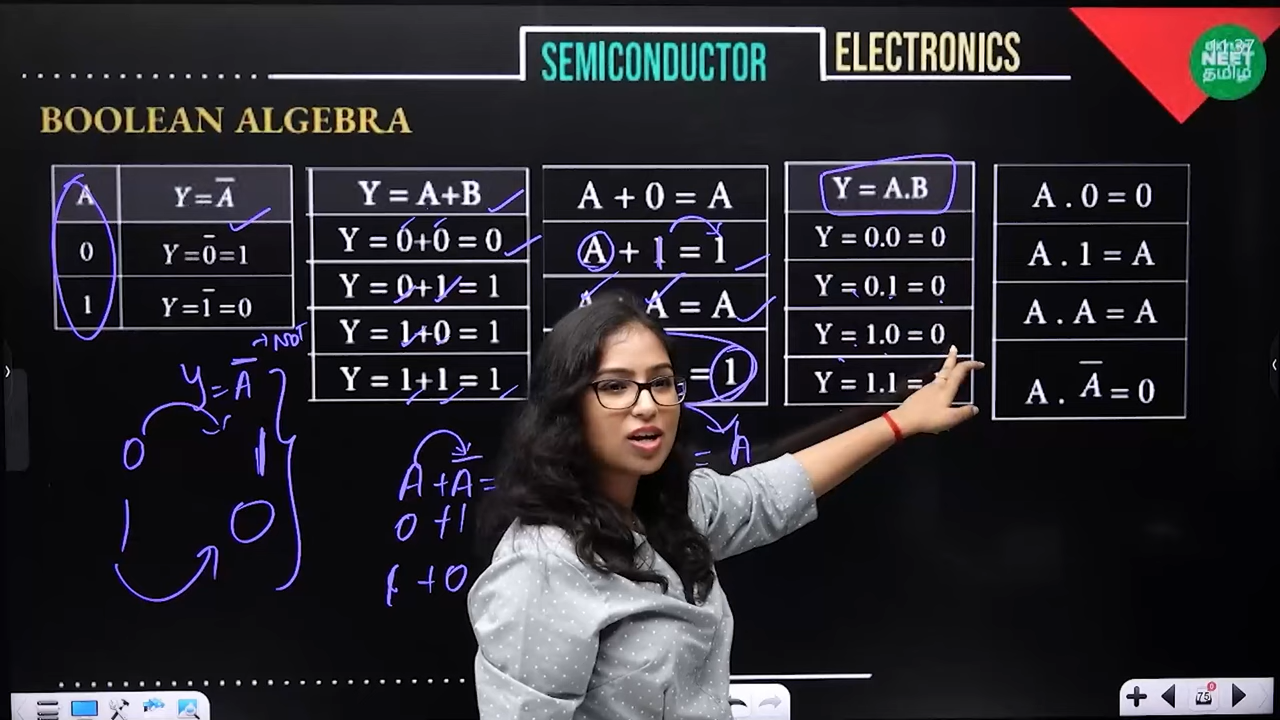 SEMICONDUCTOR ELECTRONICS
NEET
தமிழ்
BOOLEAN ALGEBRA
A Y = A̅
0 Y = 0̅ = 1
1 Y = 1̅ = 0
Y = A+B
Y = 0+0 = 0
Y = 0+1 = 1
Y = 1+0 = 1
Y = 1+1 = 1
A + 0 = A
A + 1 = 1
A = A
= 1
Y = A.B
Y = 0.0 = 0
Y = 0.1 = 0
Y = 1.0 = 0
Y = 1.1 =
A . 0 = 0
A . 1 = A
A . A = A
A . A̅ = 0
→ NOT
y = A̅
0 1
1 0
A + A̅ =
0 + 1
1 + 0
= A
75
6